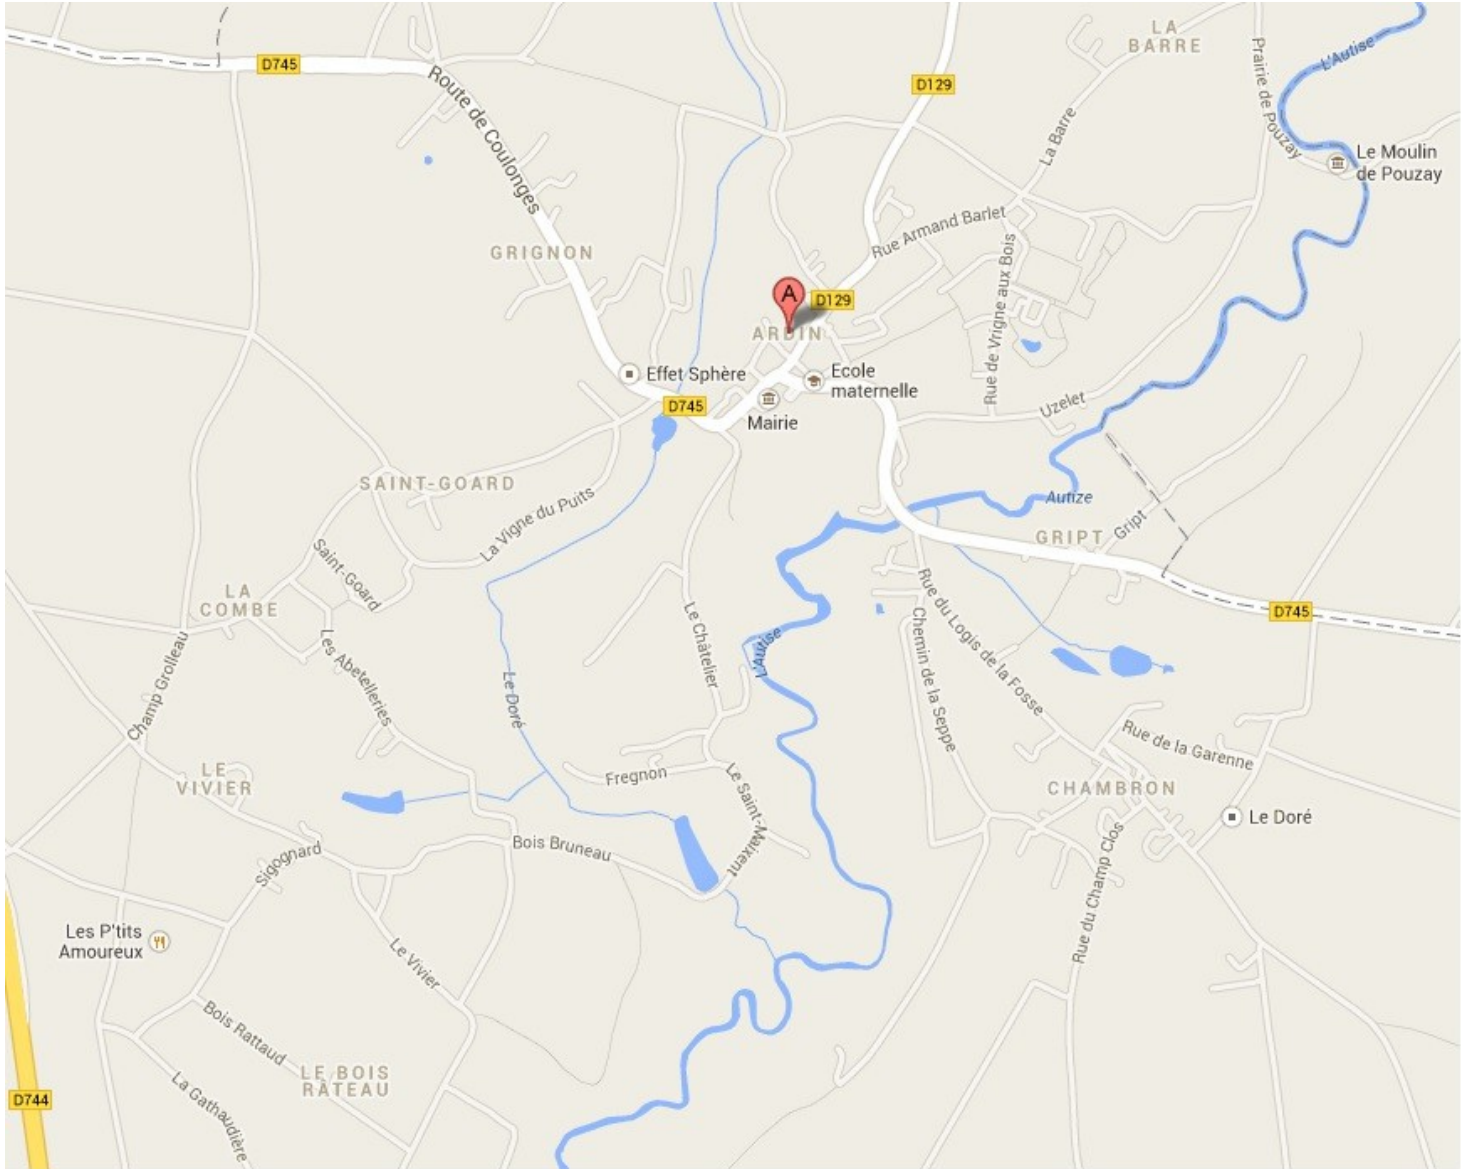 LA
BARRE
L'Autise
D745
Route de Coulonges
D129
Prairie de Pouzay
La Barre
Le Moulin
de Pouzay
GRIGNON
Rue Armand Barlet
Rue de Vrigne aux Bois
A
D129
ARDIN
Effet Sphère
Ecole
maternelle
D745
Mairie
Uzelet
SAINT-GOARD
La Vigne du Puits
Autize
GRIPT
Gript
Saint-Goard
LA
COMBE
Les Abetelleries
Champ Grolleau
Le Doré
Le Châtelier
L'Autise
Rue du Logis de la Fosse
Chemin de la Seppe
D745
Rue de la Garenne
LE
VIVIER
Fregnon
Le Saint-Maixent
CHAMBRON
Le Doré
Bois Bruneau
Sigognard
Rue du Champ Clos
Les P'tits
Amoureux
Le Vivier
Bois Rattaud
LE BOIS
RÂTEAU
La Gathaudière
D744